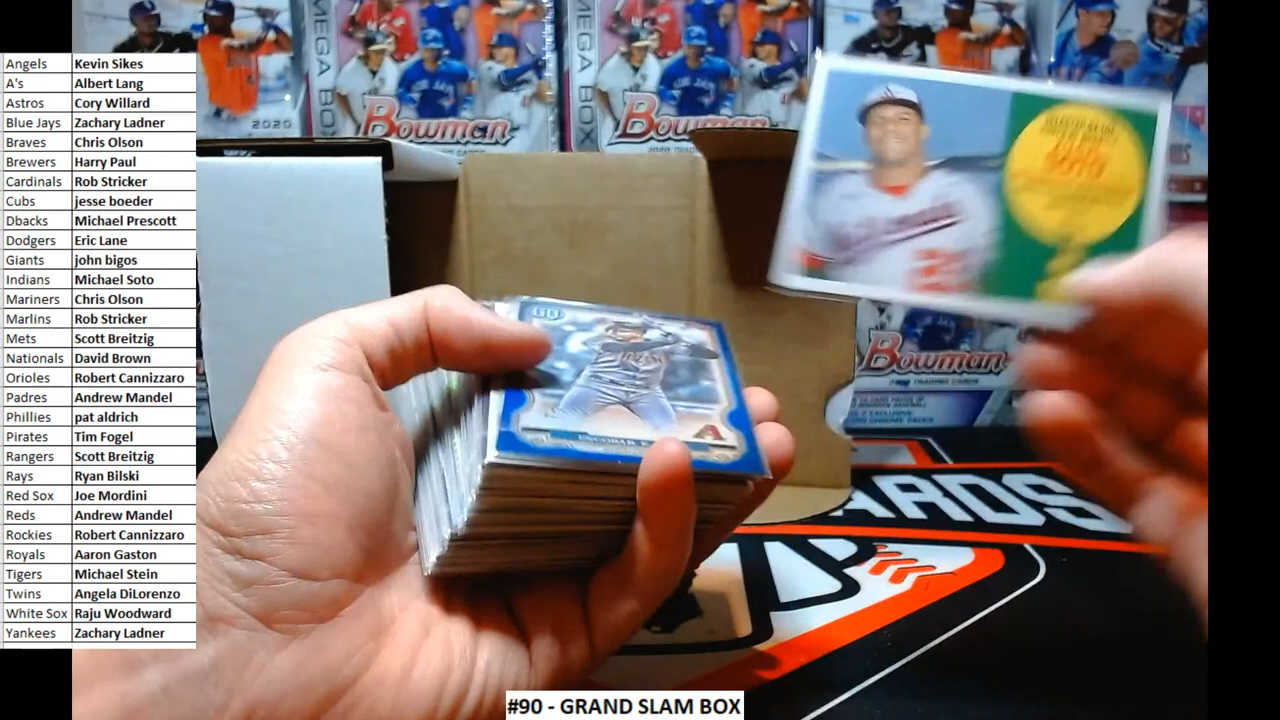 Angels Kevin Sikes
A's Albert Lang
Astros Cory Willard
Blue Jays Zachary Ladner
Braves Chris Olson
Brewers Harry Paul
Cardinals Rob Stricker
Cubs jesse boeder
Dbacks Michael Prescott
Dodgers Eric Lane
Giants john bigos
Indians Michael Soto
Mariners Chris Olson
Marlins Rob Stricker
Mets Scott Breitzig
Nationals David Brown
Orioles Robert Cannizzaro
Padres Andrew Mandel
Phillies pat aldrich
Pirates Tim Fogel
Rangers Scott Breitzig
Rays Ryan Bilski
Red Sox Joe Mordini
Reds Andrew Mandel
Rockies Robert Cannizzaro
Royals Aaron Gaston
Tigers Michael Stein
Twins Angela DiLorenzo
White Sox Raju Woodward
Yankees Zachary Ladner
2020
MEGA BOX
Bowman
MEGA BOX
Bowman
SOTO
Bowman
TRADING CARDS
ESCOBAR
ARDS
#90 - GRAND SLAM BOX